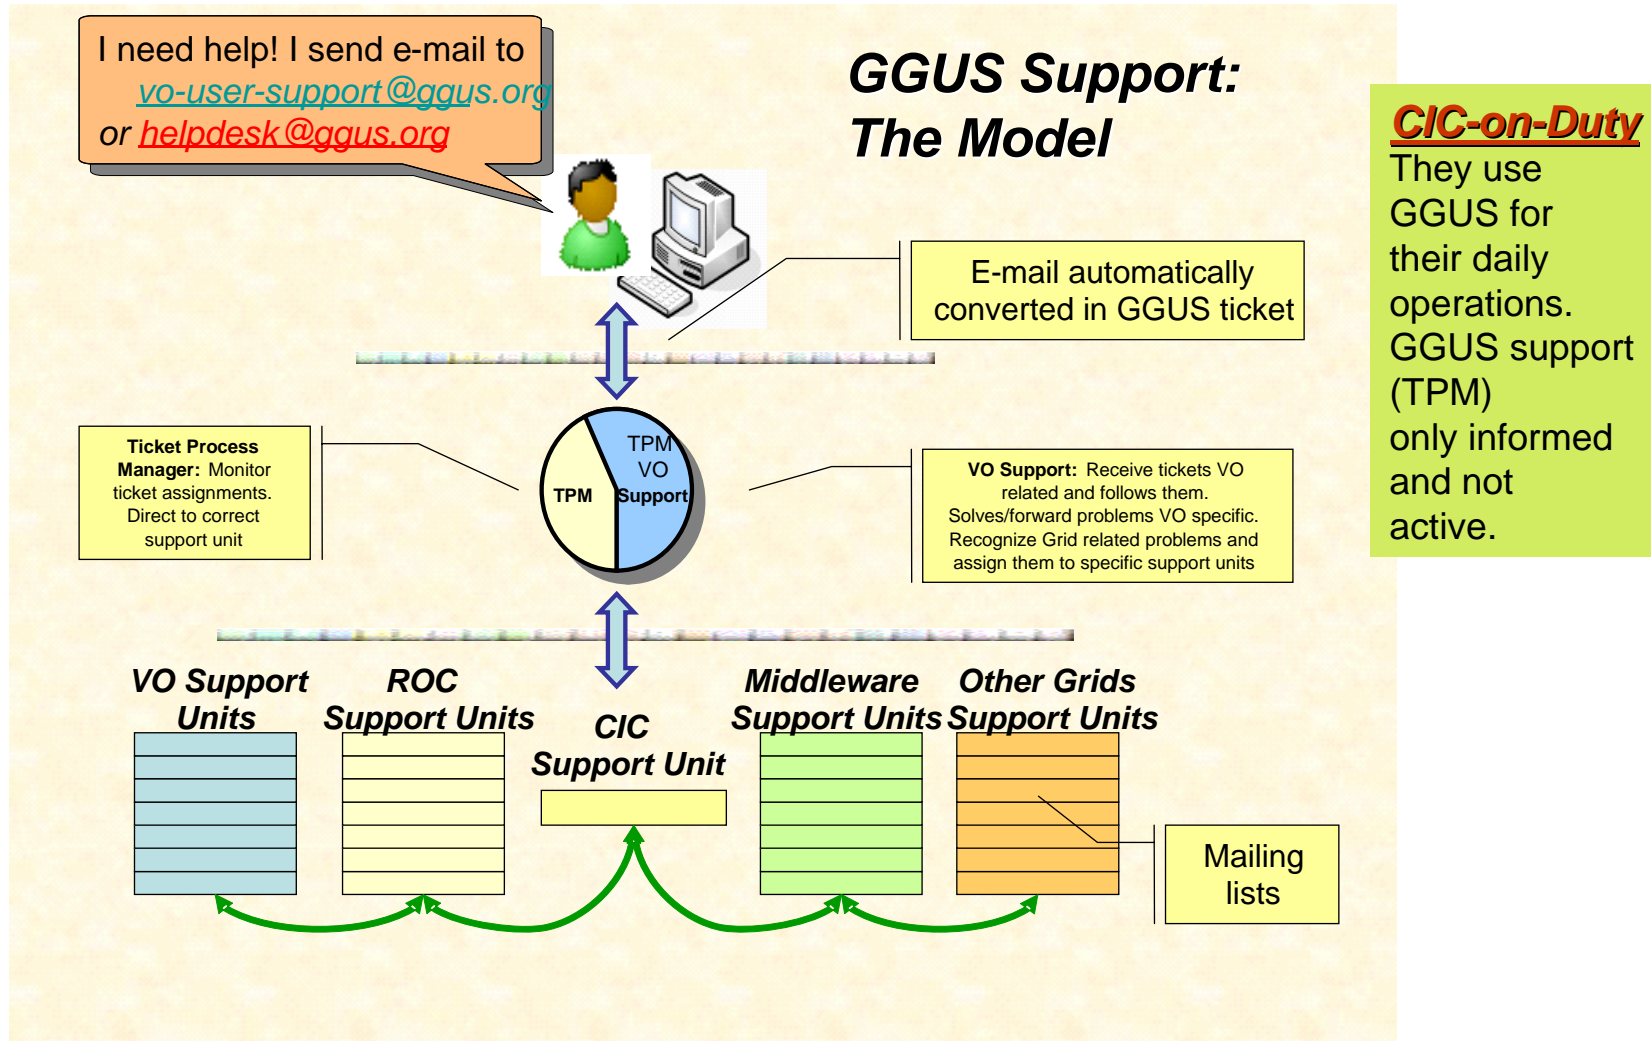 I need help! I send e-mail to
vo-user-support@ggus.org
or helpdesk@ggus.org
GGUS Support:
The Model
CIC-on-Duty
They use
GGUS for
their daily
operations.
GGUS support
(TPM)
only informed
and not
active.
E-mail automatically
converted in GGUS ticket
Ticket Process
Manager: Monitor
ticket assignments.
Direct to correct
support unit
TPM
TPM
VO
Support
VO Support: Receive tickets VO
related and follows them.
Solves/forward problems VO specific.
Recognize Grid related problems and
assign them to specific support units
VO Support
Units
ROC
Support Units
CIC
Support Unit
Middleware
Support Units
Other Grids
Support Units
Mailing
lists